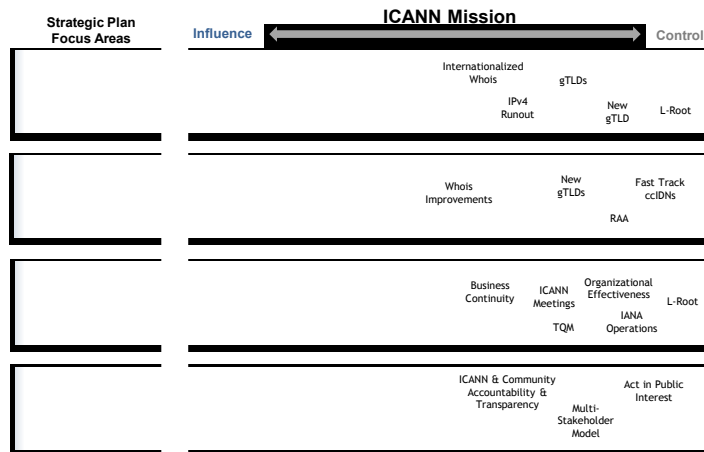 ICANN Mission
Strategic Plan
Focus Areas
Influence
Control
Internationalized
Whois
gTLDs
IPv4
Runout
New
gTLD
L-Root
Whois
Improvements
New
gTLDs
Fast Track
ccIDNs
RAA
Business
Continuity
ICANN
Meetings
Organizational
Effectiveness
L-Root
TQM
IANA
Operations
ICANN & Community
Accountability &
Transparency
Multi-
Stakeholder
Model
Act in Public
Interest